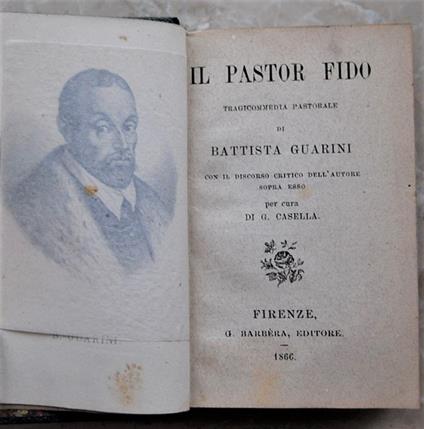 IL PASTOR FIDO
TRAGICOMMEDIA PASTORALE
DI
BATTISTA GUARINI
CON IL DISCORSO CRITICO DELL'AUTORE
SOPRA ESSO
per cura
DI G. CASELLA.
FIRENZE,
G. BARBÈRA, EDITORE.
—
1866.
B. GUARINI